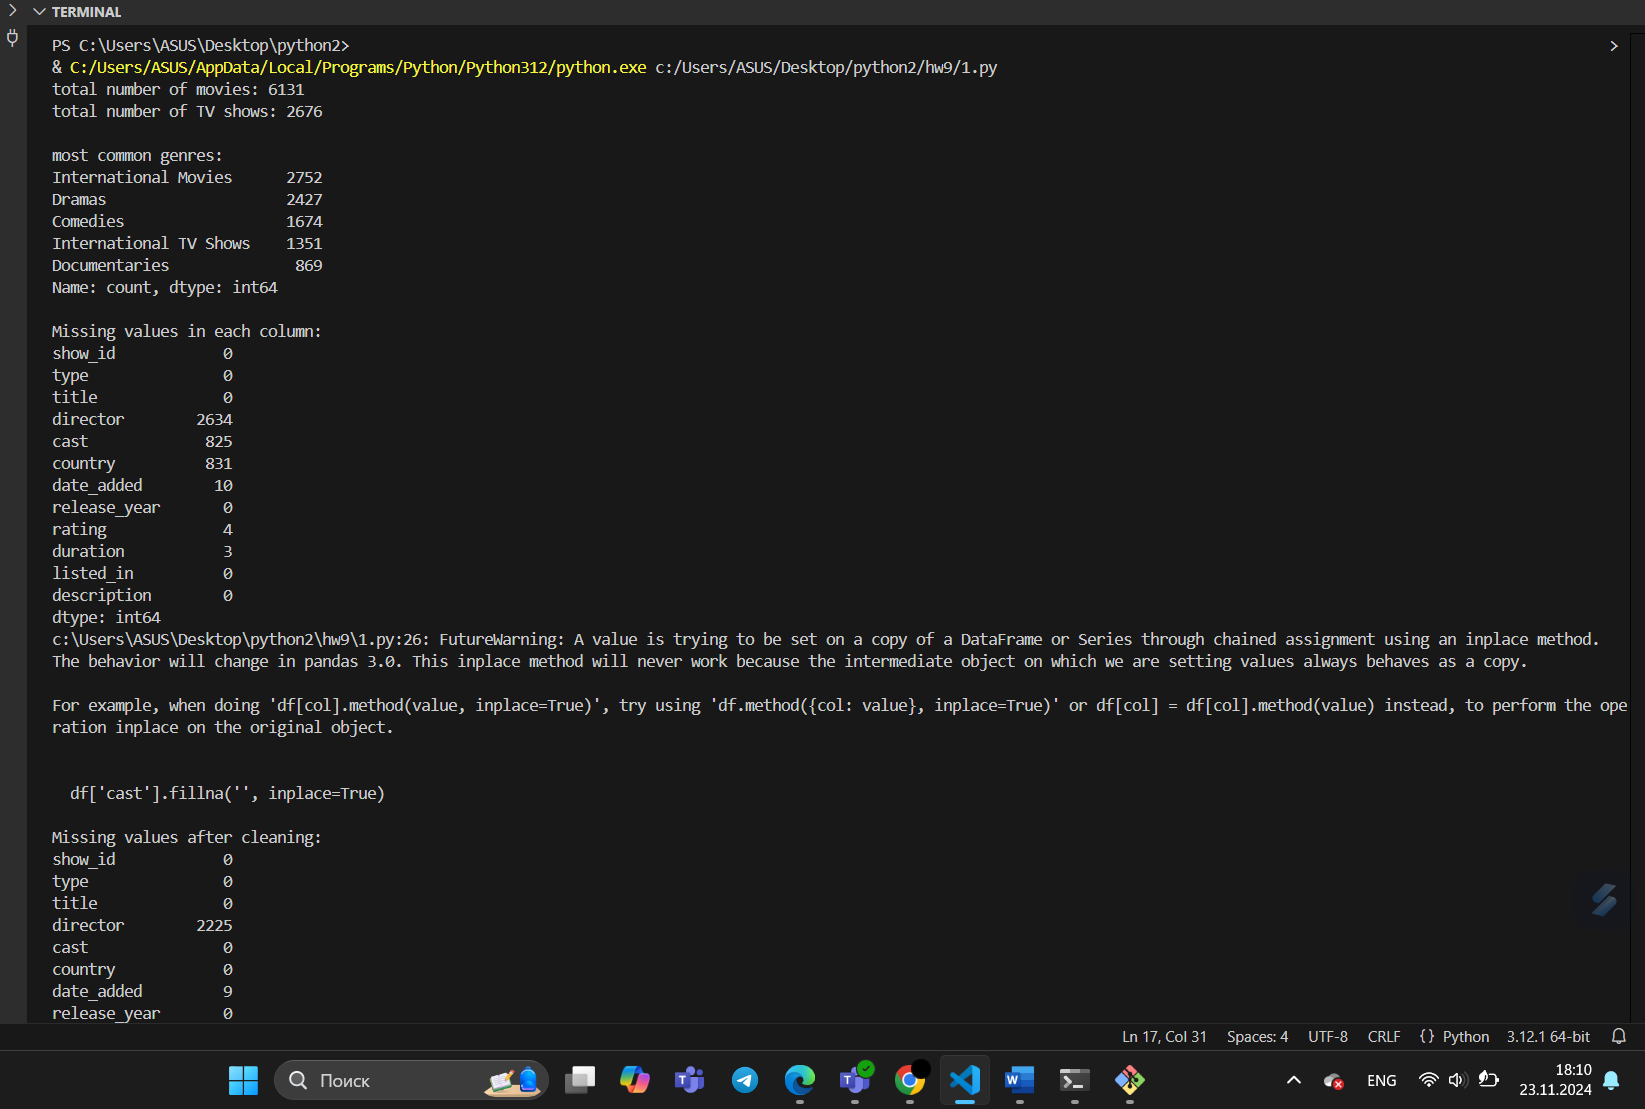 TERMINAL
PS C:\Users\ASUS\Desktop\python2>
& C:/Users/ASUS/AppData/Local/Programs/Python/Python312/python.exe c:/Users/ASUS/Desktop/python2/hw9/1.py
total number of movies: 6131
total number of TV shows: 2676
most common genres:
International Movies      2752
Dramas                    2427
Comedies                  1674
International TV Shows    1351
Documentaries              869
Name: count, dtype: int64
Missing values in each column:
show_id            0
type               0
title              0
director        2634
cast             825
country          831
date_added        10
release_year       0
rating             4
duration           3
listed_in          0
description        0
dtype: int64
c:\Users\ASUS\Desktop\python2\hw9\1.py:26: FutureWarning: A value is trying to be set on a copy of a DataFrame or Series through chained assignment using an inplace method.
The behavior will change in pandas 3.0. This inplace method will never work because the intermediate object on which we are setting values always behaves as a copy.
For example, when doing 'df[col].method(value, inplace=True)', try using 'df.method({col: value}, inplace=True)' or df[col] = df[col].method(value) instead, to perform the ope
ration inplace on the original object.
  df['cast'].fillna('', inplace=True)
Missing values after cleaning:
show_id            0
type               0
title              0
director        2225
cast               0
country            0
date_added         9
release_year       0
Ln 17, Col 31 Spaces: 4 UTF-8 CRLF {} Python 3.12.1 64-bit
Поиск
ENG
18:10
23.11.2024